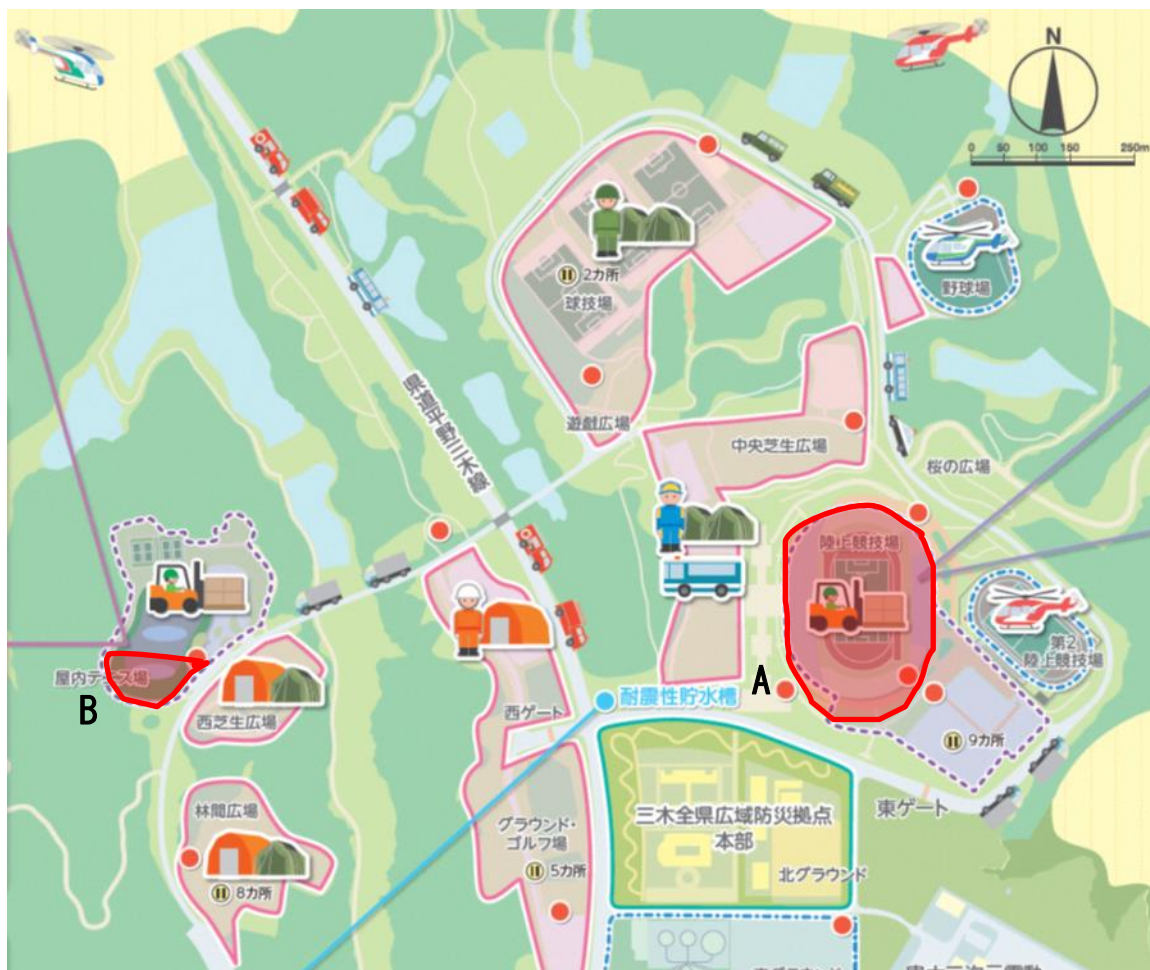 N
0 50 100 150 250m
野球場
2カ所
球技場
県道平野三木線
遊戯広場
中央芝生広場
桜の広場
陸上競技場
第2
陸上競技場
屋内テニス場
B
A
耐震性貯水槽
西芝生広場
西ゲート
9カ所
東ゲート
林間広場
グラウンド・
ゴルフ場
三木全県広域防災拠点
本部
5カ所
8カ所
北グラウンド